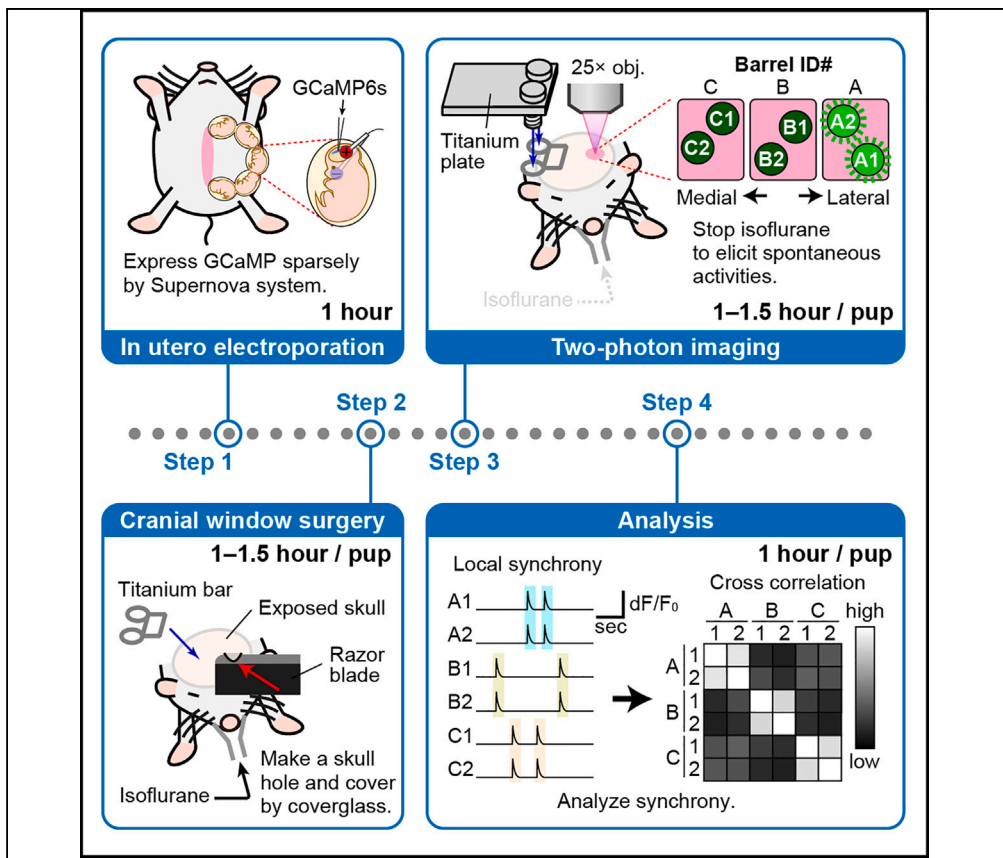 GCaMP6s
Express GCaMP sparsely
by Supernova system.
1 hour
In utero electroporation
25× obj.
Titanium
plate
Barrel ID#
C B A
C1
C2
B1
B2
A2
A1
Medial Lateral
Stop isoflurane
to elicit spontaneous
activities.
Isoflurane
1–1.5 hour / pup
Two-photon imaging
Step 1
Step 2
Step 3
Step 4
Cranial window surgery
1–1.5 hour / pup
Titanium bar
Exposed skull
Razor
blade
Isoflurane
Make a skull
hole and cover
by coverglass.
Analysis
1 hour / pup
Local synchrony
A1
A2
B1
B2
C1
C2
dF/F₀
sec
Analyze synchrony.
Cross correlation
A B C
1 2 1 2 1 2
A 1
2
B 1
2
C 1
2
high
low